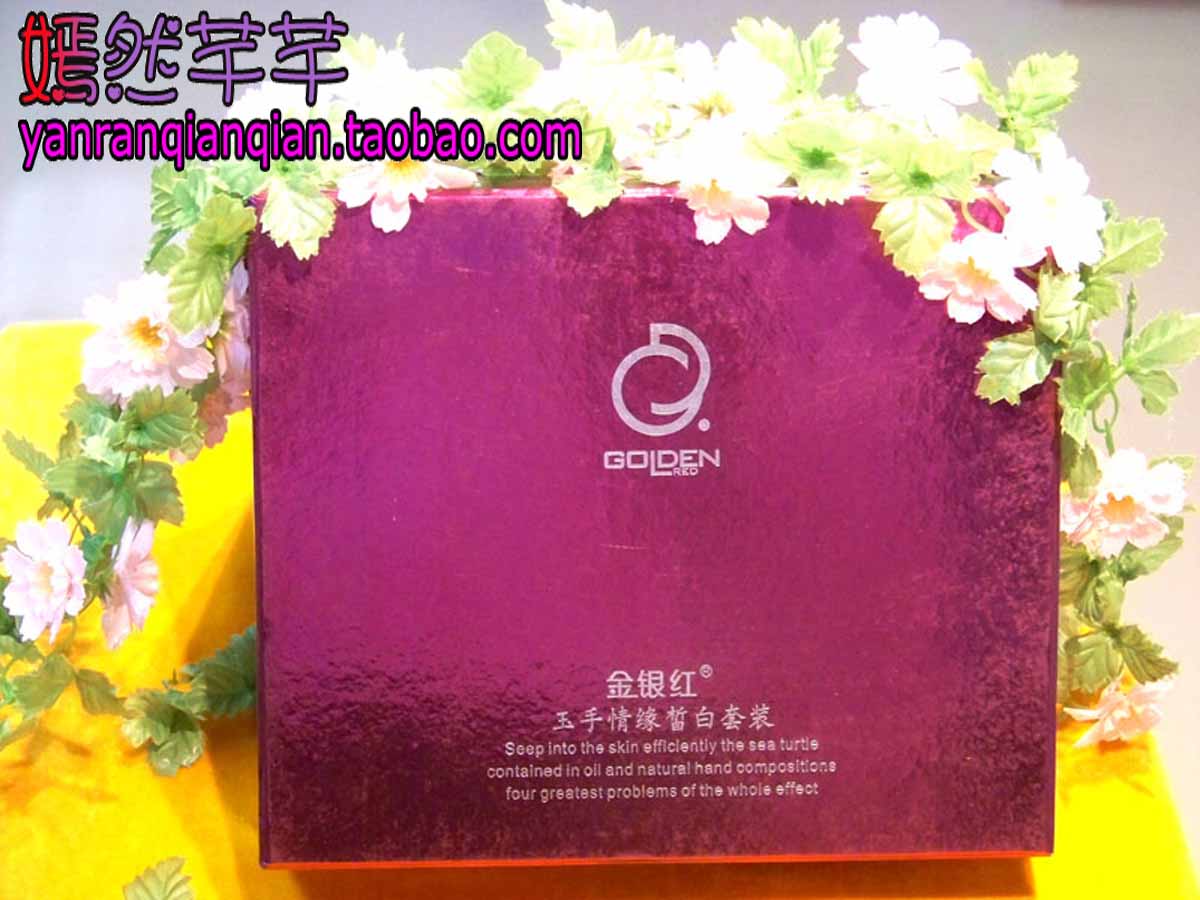 嫣然芊芊
yanranqianqian.taobao.com
GOLDEN
RED
金银红®
玉手情缘皙白套装
Seep into the skin efficiently the sea turtle
contained in oil and natural hand compositions
four greatest problems of the whole effect